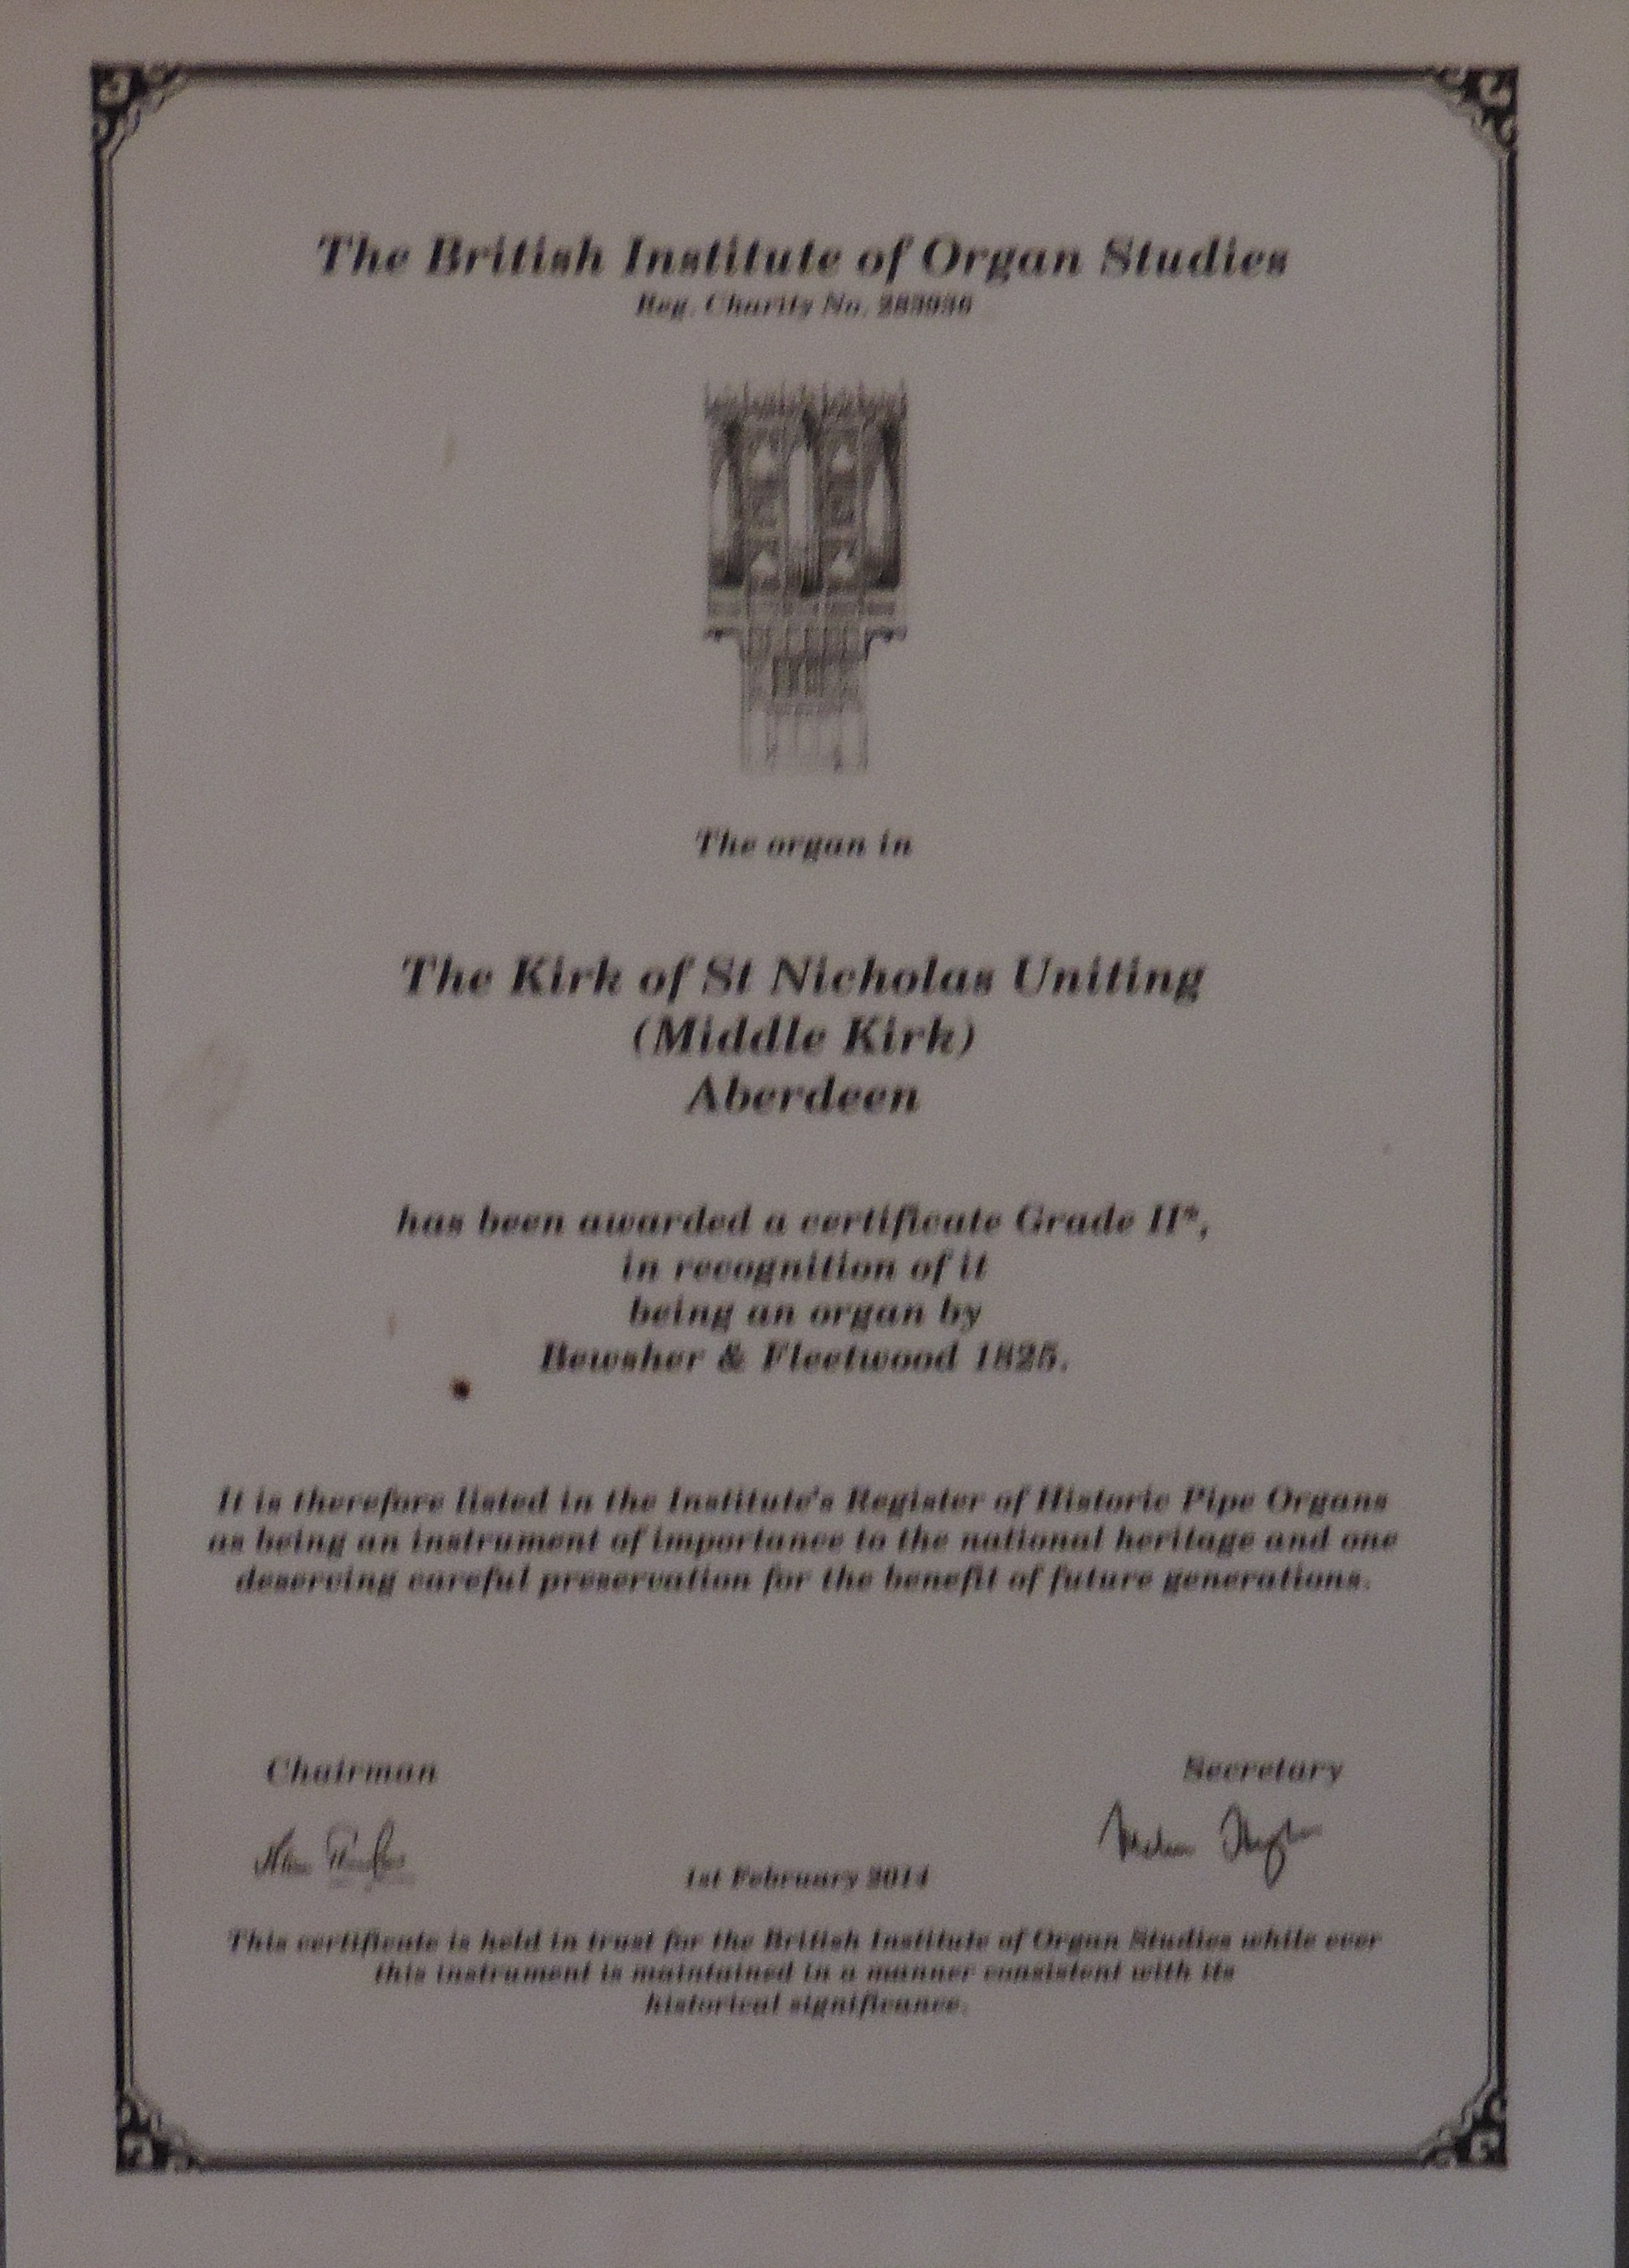 The British Institute of Organ Studies
Reg. Charity No. 283936
The organ in
The Kirk of St Nicholas Uniting
(Middle Kirk)
Aberdeen
has been awarded a certificate Grade II*,
in recognition of it
being an organ by
Bewsher & Fleetwood 1825.
It is therefore listed in the Institute's Register of Historic Pipe Organs
as being an instrument of importance to the national heritage and one
deserving careful preservation for the benefit of future generations.
Chairman
Secretary
1st February 2014
This certificate is held in trust for the British Institute of Organ Studies while ever
this instrument is maintained in a manner consistent with its
historical significance.